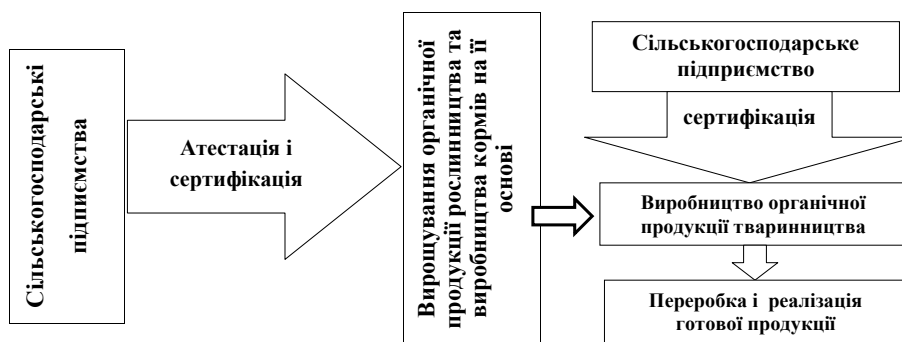 Сільськогосподарські
підприємства
Атестація і
сертифікація
Вирощування органічної
продукції рослинництва та
виробництва кормів на її
основі
Сільськогосподарське
підприємство
сертифікація
Виробництво органічної
продукції тваринництва
Переробка і реалізація
готової продукції